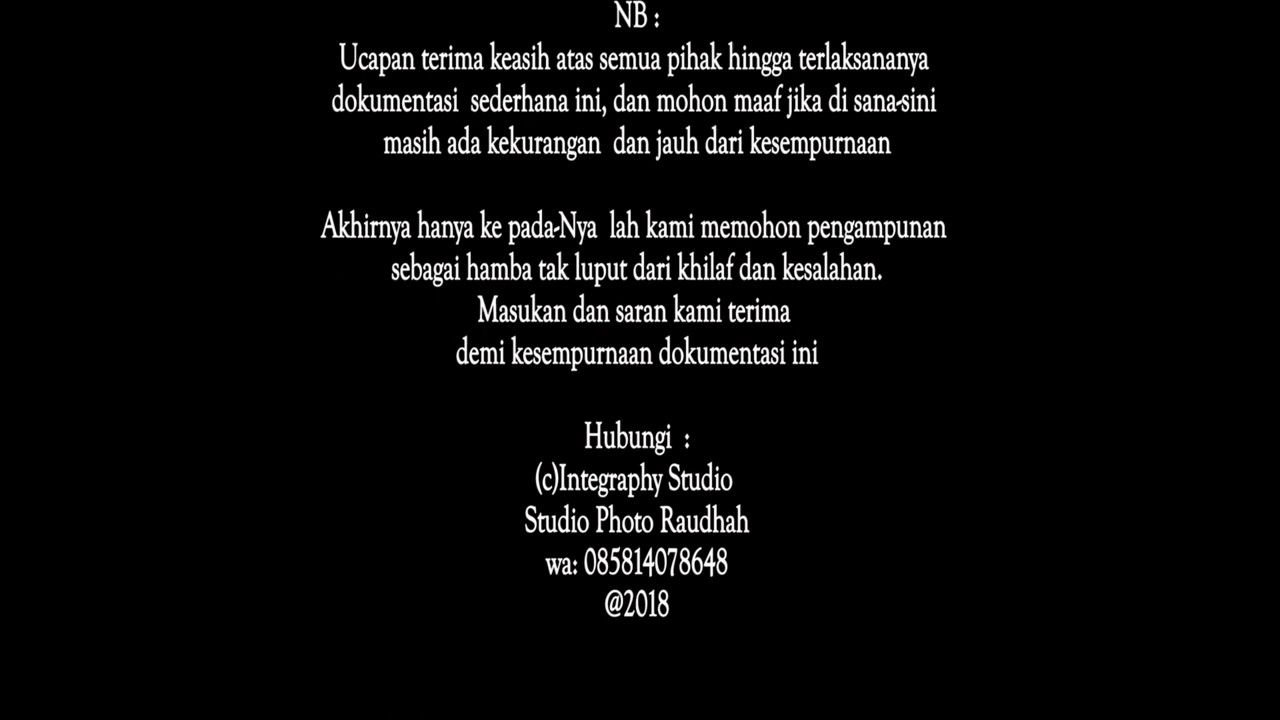 NB :
Ucapan terima keasih atas semua pihak hingga terlaksananya
dokumentasi  sederhana ini, dan mohon maaf jika di sana-sini
masih ada kekurangan  dan jauh dari kesempurnaan
Akhirnya hanya ke pada-Nya  lah kami memohon pengampunan
sebagai hamba tak luput dari khilaf dan kesalahan.
Masukan dan saran kami terima
demi kesempurnaan dokumentasi ini
Hubungi  :
(c)Integraphy Studio
Studio Photo Raudhah
wa: 085814078648
@2018